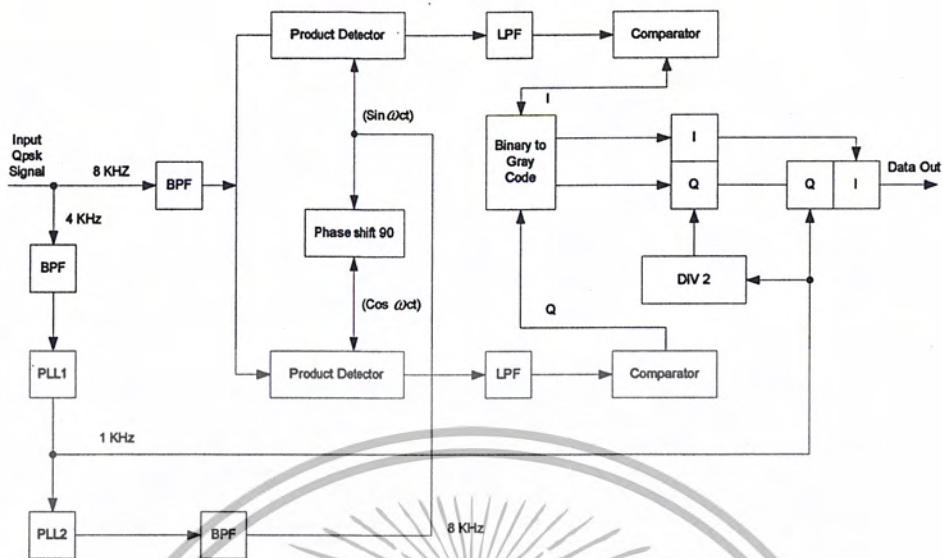 Product Detector
LPF
Comparator
(Sin ωct)
I
Input
Qpsk
Signal
8 KHZ
BPF
Binary to
Gray
Code
I
Q
Q
I
Data Out
4 KHz
BPF
Phase shift 90
DIV 2
(Cos ωct)
Q
PLL1
Product Detector
LPF
Comparator
1 KHz
PLL2
BPF
8 KHz